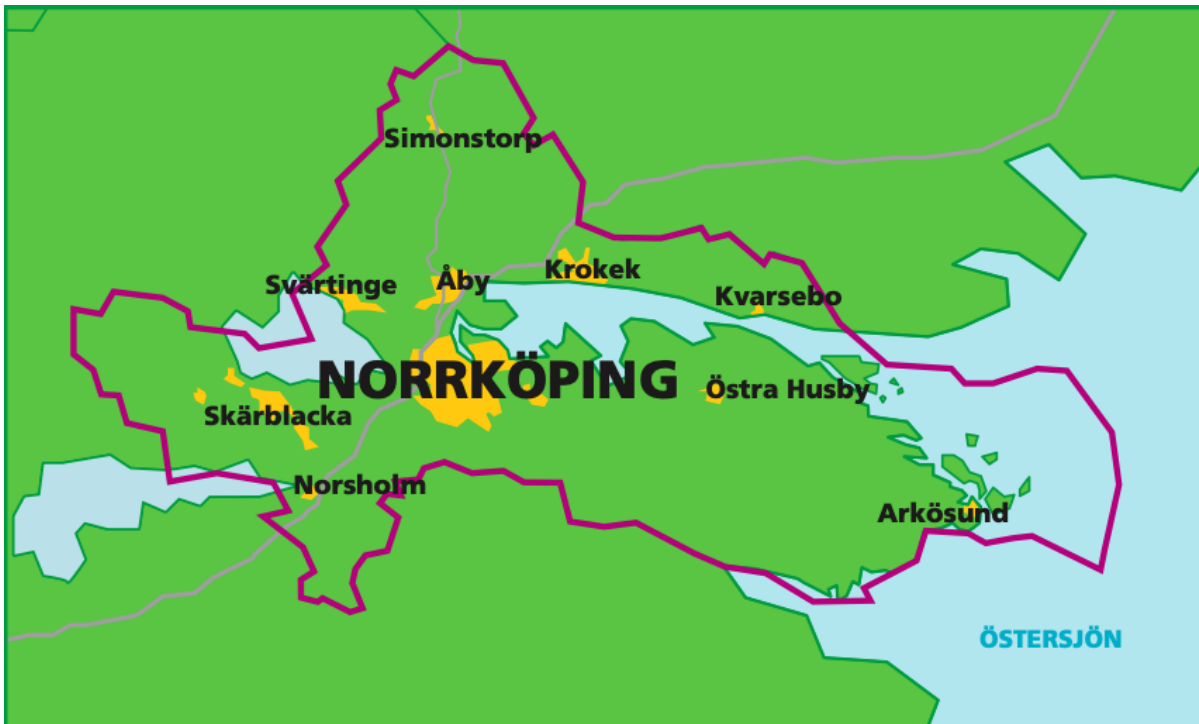 Simonstorp
Svärtinge
Åby
Krokek
Kvarsebo
NORRKÖPING
Östra Husby
Skärblacka
Norsholm
Arkösund
ÖSTERSJÖN